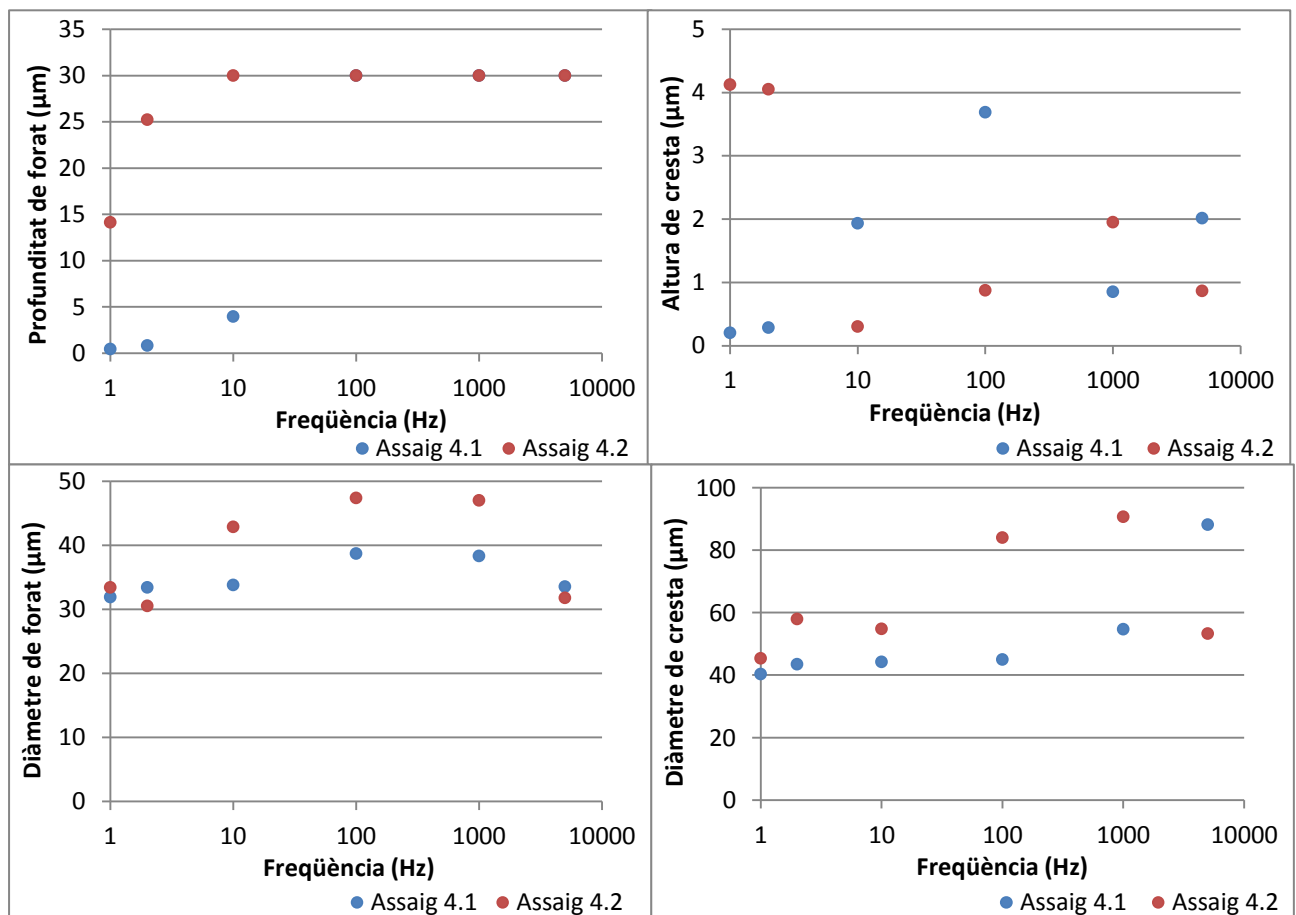 Profunditat de forat (µm)
35
30
25
20
15
10
5
0
1 10 100 1000 10000
Freqüència (Hz)
Assaig 4.1 Assaig 4.2
Altura de cresta (µm)
5
4
3
2
1
0
1 10 100 1000 10000
Freqüència (Hz)
Assaig 4.1 Assaig 4.2
Diàmetre de forat (µm)
50
40
30
20
10
0
1 10 100 1000 10000
Freqüència (Hz)
Assaig 4.1 Assaig 4.2
Diàmetre de cresta (µm)
100
80
60
40
20
0
1 10 100 1000 10000
Freqüència (Hz)
Assaig 4.1 Assaig 4.2